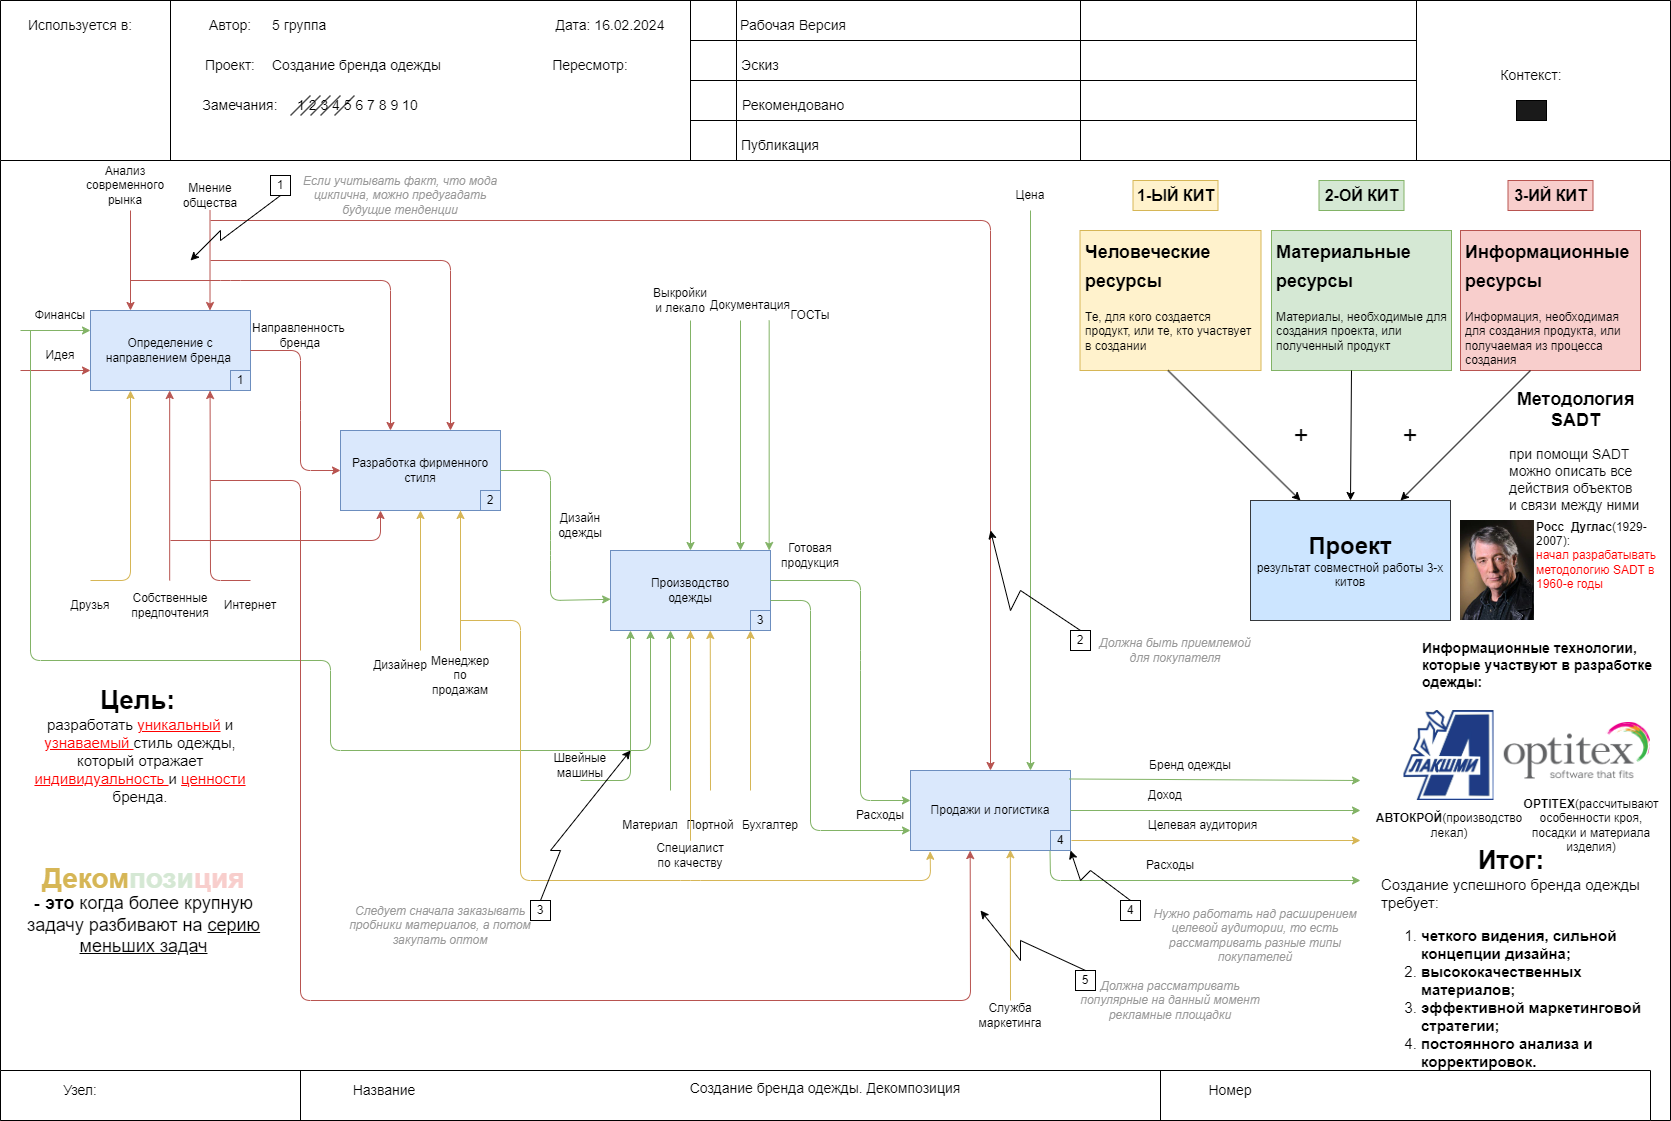 Используется в:
Автор: 5 группа
Дата: 16.02.2024
Проект: Создание бренда одежды
Пересмотр:
Замечания: 1 2 3 4 5 6 7 8 9 10
Рабочая Версия
Эскиз
Рекомендовано
Публикация
Контекст:
Анализ
современного
рынка
Мнение
общества
1
Если учитывать факт, что мода
циклична, можно предугадать
будущие тенденции
Цена
1-ЫЙ КИТ
2-ОЙ КИТ
3-ИЙ КИТ
Человеческие
ресурсы
Те, для кого создается
продукт, или те, кто участвует
в создании
Материальные
ресурсы
Материалы, необходимые для
создания проекта, или
полученный продукт
Информационные
ресурсы
Информация, необходимая
для создания продукта, или
получаемая из процесса
создания
Финансы
Идея
Определение с
направлением бренда
1
Направленность
бренда
Выкройки
и лекало
Документация
ГОСТы
Разработка фирменного
стиля
2
Дизайн
одежды
Друзья
Собственные
предпочтения
Интернет
Дизайнер
Менеджер
по
продажам
Производство
одежды
3
Готовая
продукция
+
+
Проект
результат совместной работы 3-х
китов
Методология
SADT
при помощи SADT
можно описать все
действия объектов
и связи между ними
Росс Дуглас(1929-
2007):
начал разрабатывать
методологию SADT в
1960-е годы
2
Должна быть приемлемой
для покупателя
Информационные технологии,
которые участвуют в разработке
одежды:
ЛАКШМИ
optitex
software that fits
АВТОКРОЙ(производство
лекал)
OPTITEX(рассчитывают
особенности кроя,
посадки и материала
изделия)
Цель:
разработать уникальный и
узнаваемый стиль одежды,
который отражает
индивидуальность и ценности
бренда.
Швейные
машины
Материал
Портной
Бухгалтер
Специалист
по качеству
Расходы
Продажи и логистика
4
Бренд одежды
Доход
Целевая аудитория
Расходы
Декомпозиция
- это когда более крупную
задачу разбивают на серию
меньших задач
3
Следует сначала заказывать
пробники материалов, а потом
закупать оптом
4
Нужно работать над расширением
целевой аудитории, то есть
рассматривать разные типы
покупателей
5
Должна рассматривать
популярные на данный момент
рекламные площадки
Служба
маркетинга
Итог:
Создание успешного бренда одежды
требует:
1. четкого видения, сильной
концепции дизайна;
2. высококачественных
материалов;
3. эффективной маркетинговой
стратегии;
4. постоянного анализа и
корректировок.
Узел:
Название
Создание бренда одежды. Декомпозиция
Номер